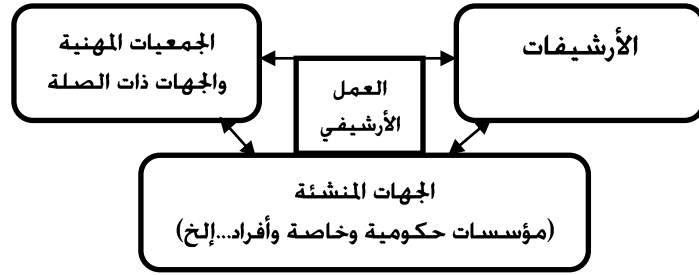 الأرشيفات
الجمعيات المهنية
والجهات ذات الصلة
العمل
الأرشيفي
الجهات المنشئة
(مؤسسات حكومية وخاصة وأفراد...إلخ)